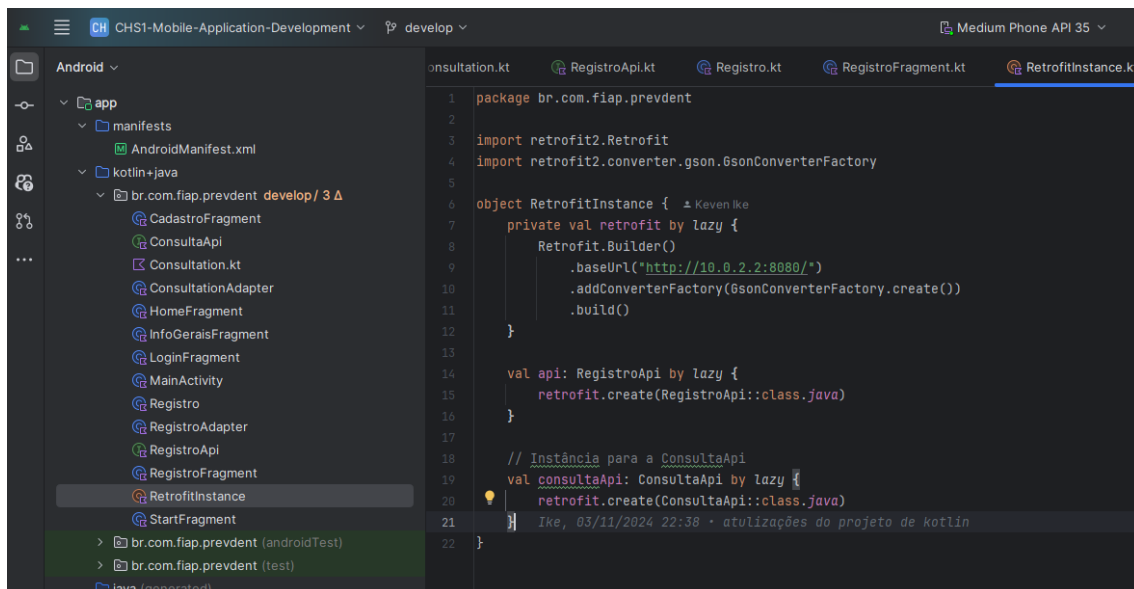 CH CHS1-Mobile-Application-Development develop Medium Phone API 35
Android
onsultation.kt RegistroApi.kt Registro.kt RegistroFragment.kt RetrofitInstance.k
app
manifests
AndroidManifest.xml
kotlin+java
br.com.fiap.prevdent develop / 3 Δ
CadastroFragment
ConsultaApi
Consultation.kt
ConsultationAdapter
HomeFragment
InfoGeraisFragment
LoginFragment
MainActivity
Registro
RegistroAdapter
RegistroApi
RegistroFragment
RetrofitInstance
StartFragment
br.com.fiap.prevdent (androidTest)
br.com.fiap.prevdent (test)
java (generated)
1 package br.com.fiap.prevdent
2
3 import retrofit2.Retrofit
4 import retrofit2.converter.gson.GsonConverterFactory
5
6 object RetrofitInstance { Keven Ike
7 private val retrofit by lazy {
8 Retrofit.Builder()
9 .baseUrl("http://10.0.2.2:8080/")
10 .addConverterFactory(GsonConverterFactory.create())
11 .build()
12 }
13
14 val api: RegistroApi by lazy {
15 retrofit.create(RegistroApi::class.java)
16 }
17
18 // Instância para a ConsultaApi
19 val consultaApi: ConsultaApi by lazy {
20 retrofit.create(ConsultaApi::class.java)
21 } Ike, 03/11/2024 22:38 • atulizações do projeto de kotlin
22 }